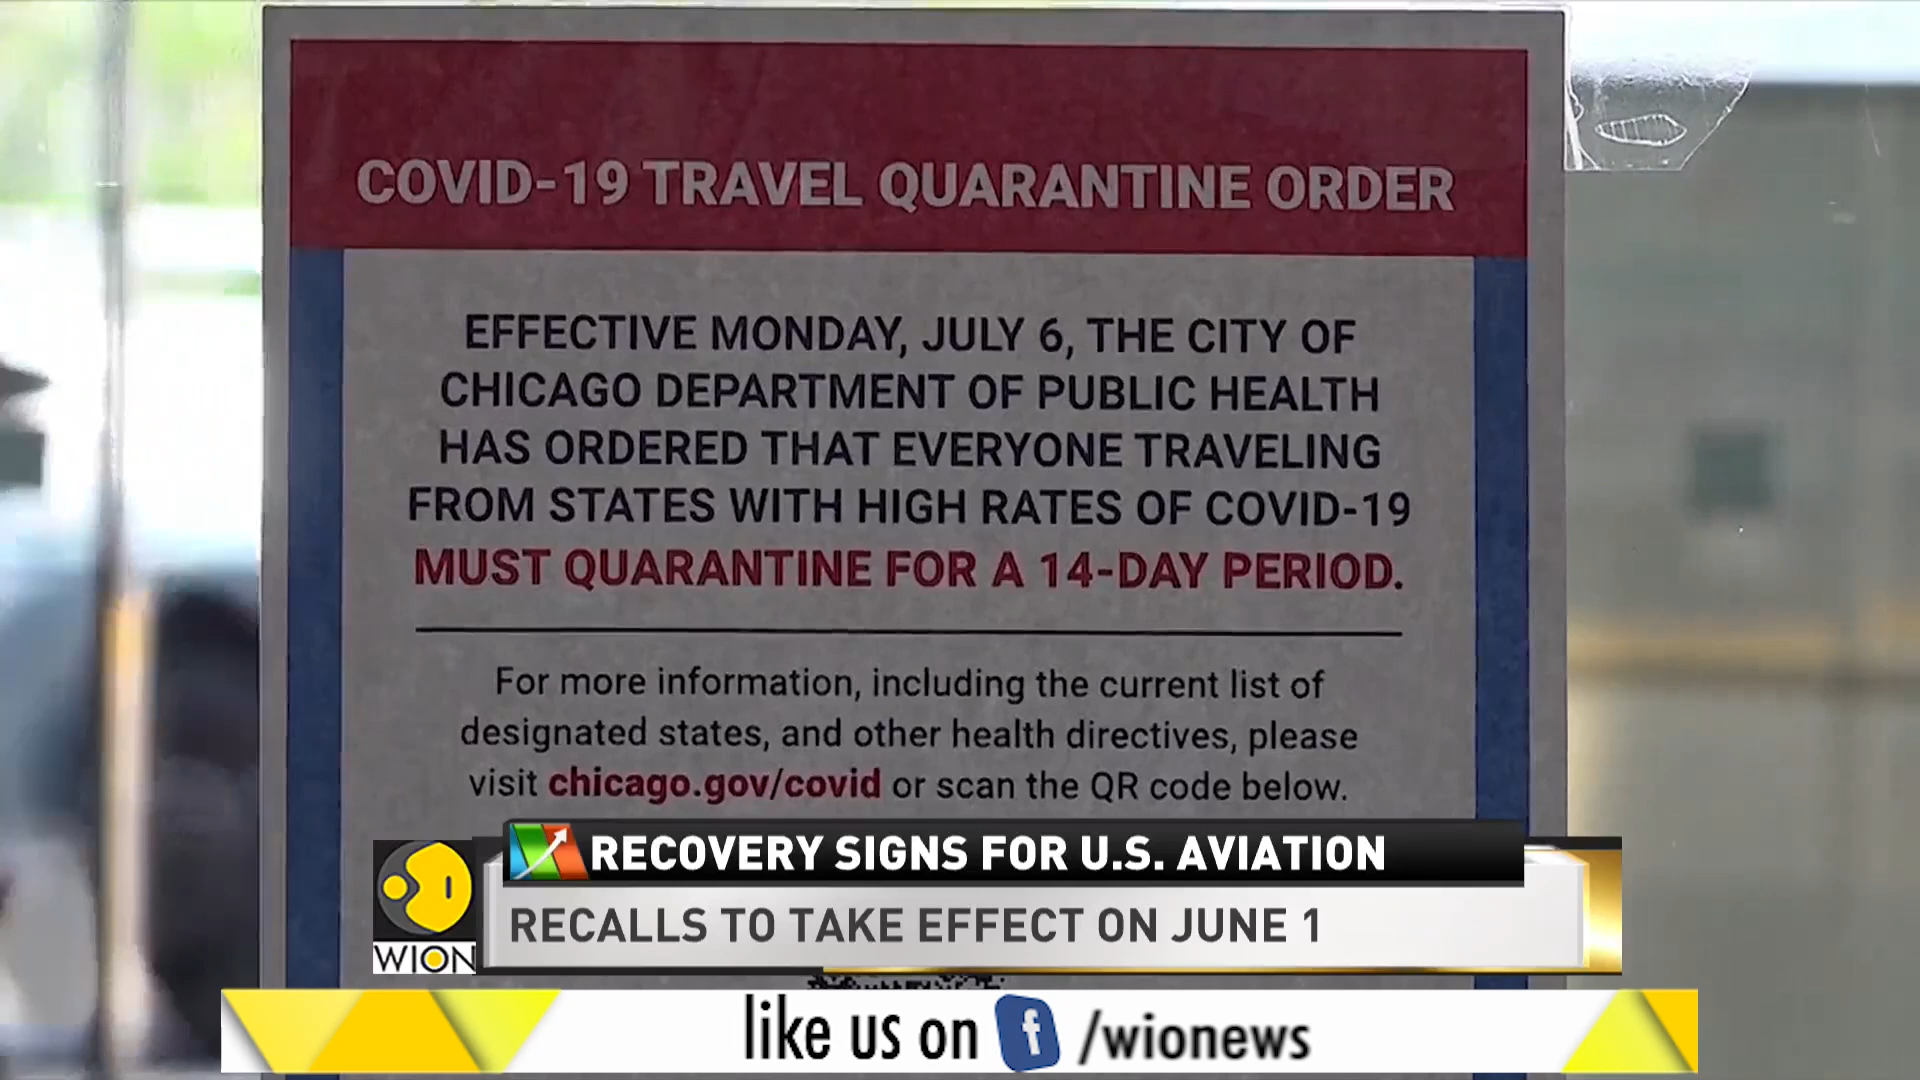 COVID-19 TRAVEL QUARANTINE ORDER
EFFECTIVE MONDAY, JULY 6, THE CITY OF
CHICAGO DEPARTMENT OF PUBLIC HEALTH
HAS ORDERED THAT EVERYONE TRAVELING
FROM STATES WITH HIGH RATES OF COVID-19
MUST QUARANTINE FOR A 14-DAY PERIOD.
For more information, including the current list of
designated states, and other health directives, please
visit chicago.gov/covid or scan the QR code below.
RECOVERY SIGNS FOR U.S. AVIATION
RECALLS TO TAKE EFFECT ON JUNE 1
WION
like us on f /wionews